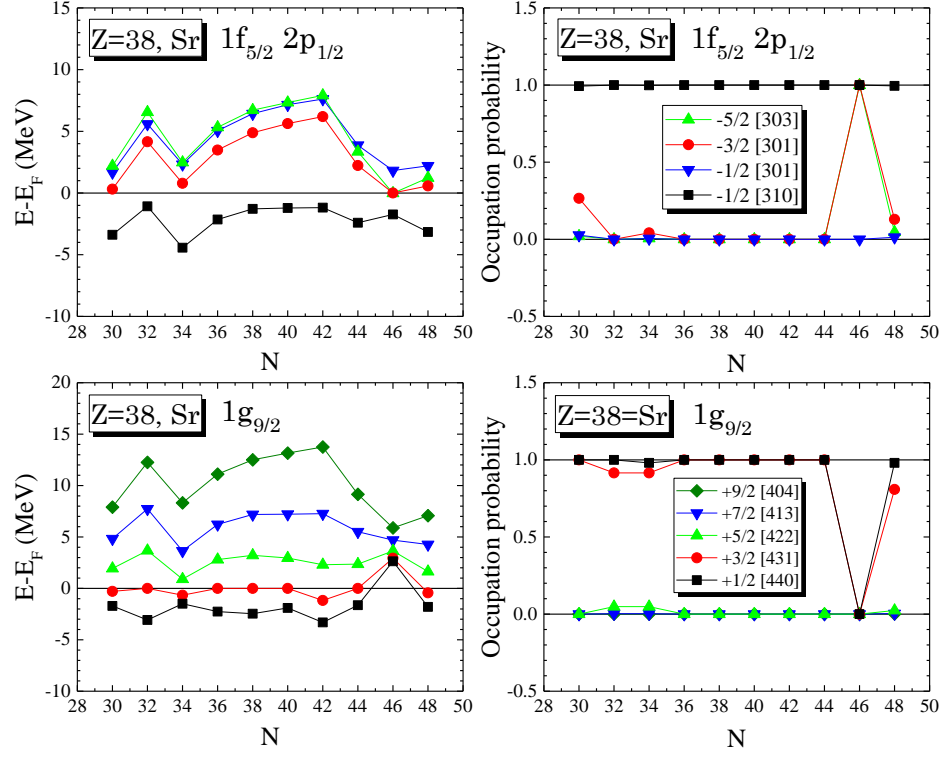 Z=38, Sr 1f5/2 2p1/2
E-EF (MeV)
15
10
5
0
-5
-10
28 30 32 34 36 38 40 42 44 46 48 50
N
Z=38, Sr 1f5/2 2p1/2
Occupation probability
1.5
1.0
0.5
0.0
-0.5
-5/2 [303]
-3/2 [301]
-1/2 [301]
-1/2 [310]
28 30 32 34 36 38 40 42 44 46 48 50
N
Z=38, Sr 1g9/2
E-EF (MeV)
20
15
10
5
0
-5
-10
28 30 32 34 36 38 40 42 44 46 48 50
N
Z=38=Sr 1g9/2
Occupation probability
1.5
1.0
0.5
0.0
-0.5
+9/2 [404]
+7/2 [413]
+5/2 [422]
+3/2 [431]
+1/2 [440]
28 30 32 34 36 38 40 42 44 46 48 50
N